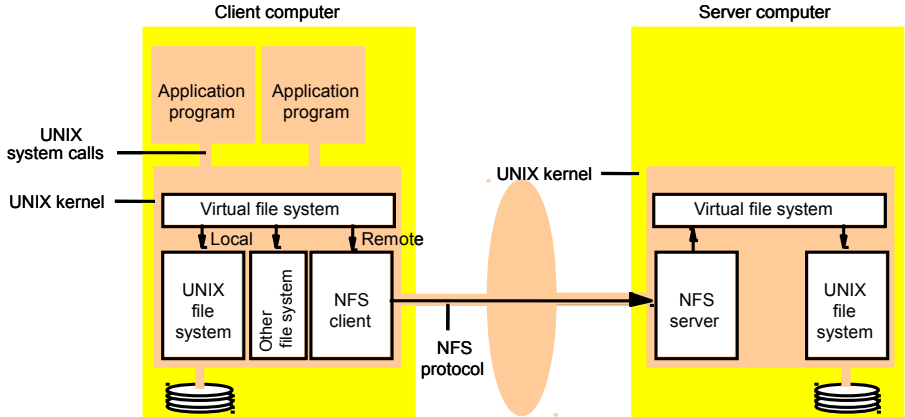 Client computer
Server computer
Application
program
Application
program
UNIX
system calls
UNIX kernel
UNIX kernel
Virtual file system
Virtual file system
Local
Remote
UNIX
file
system
Other
file system
NFS
client
NFS
server
UNIX
file
system
NFS
protocol